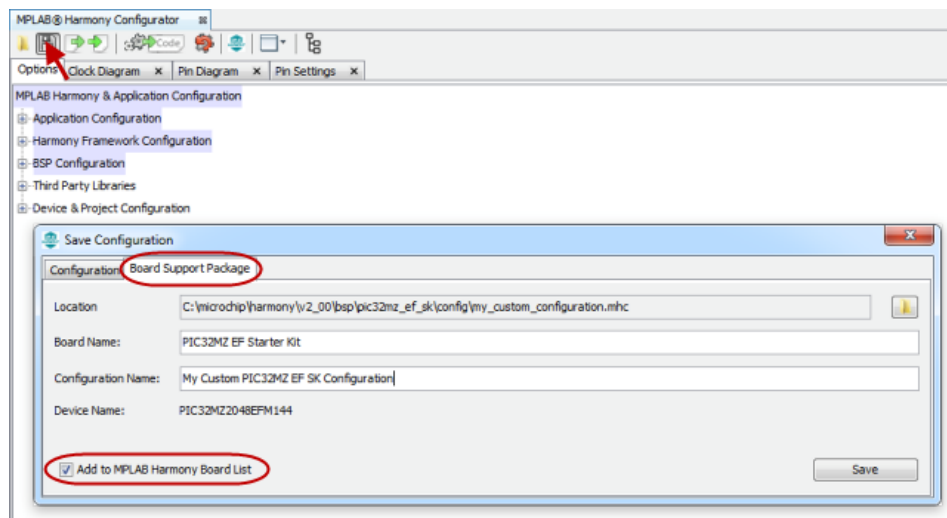 MPLAB® Harmony Configurator
Code
Options Clock Diagram Pin Diagram Pin Settings
MPLAB Harmony & Application Configuration
Application Configuration
Harmony Framework Configuration
BSP Configuration
Third Party Libraries
Device & Project Configuration
Save Configuration
Configuration Board Support Package
Location C:\microchip\harmony\v2_00\bsp\pic32mz_ef_sk\config\my_custom_configuration.mhc
Board Name: PIC32MZ EF Starter Kit
Configuration Name: My Custom PIC32MZ EF SK Configuration
Device Name: PIC32MZ2048EFM144
Add to MPLAB Harmony Board List Save